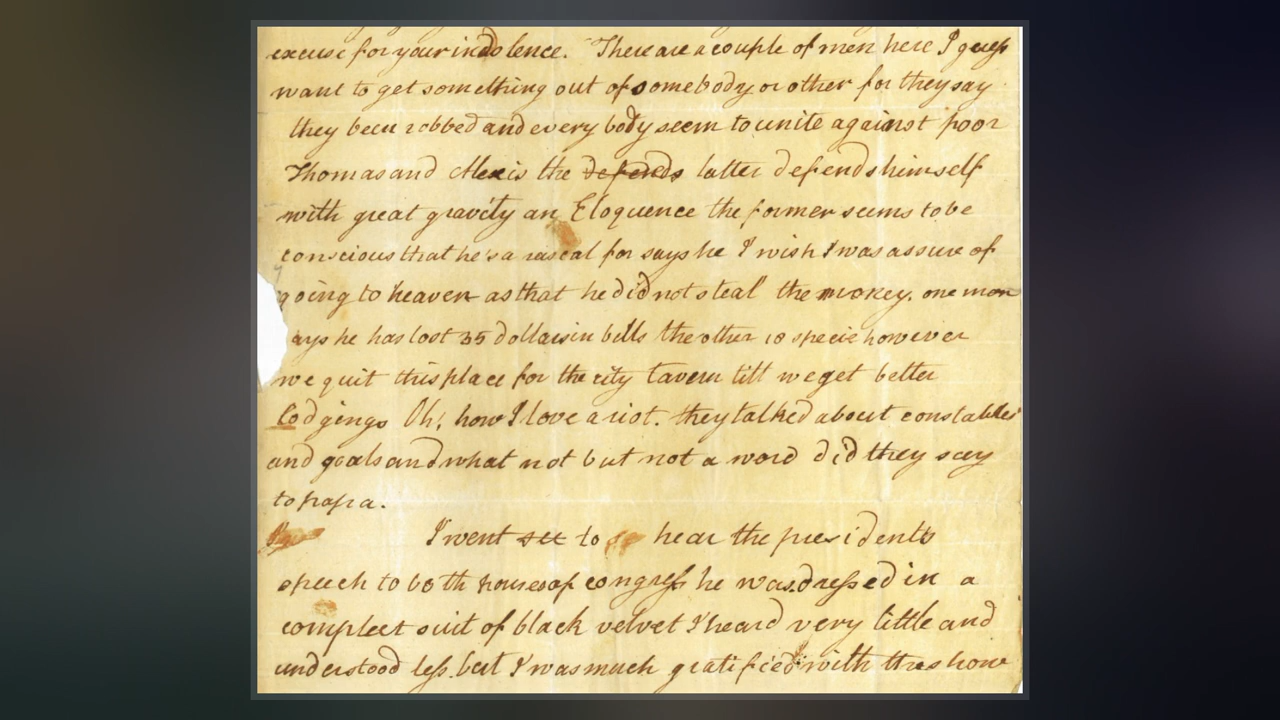 excuse for your indolence. There are a couple of men here I guess
want to get something out of somebody or other for they say
they been robbed and every body seem to unite against poor
Thomas and Alexis the defends latter defends himself
with great gravity an Eloquence the former seems to be
conscious that he's a rascal for says he I wish I was as sure of
going to heaven as that he did not steal the money. one man
ays he has lost 35 dollars in bills the other 18 specie however
we quit this place for the city Tavern till we get better
Lodgings Oh! how I love a riot. they talked about constables
and goals and what not but not a word did they say
to papa.
I went see to hear the presidents
speech to both houses of congress he was dressed in a
compleet suit of black velvet I heard very little and
understood less but I was much gratified with the show